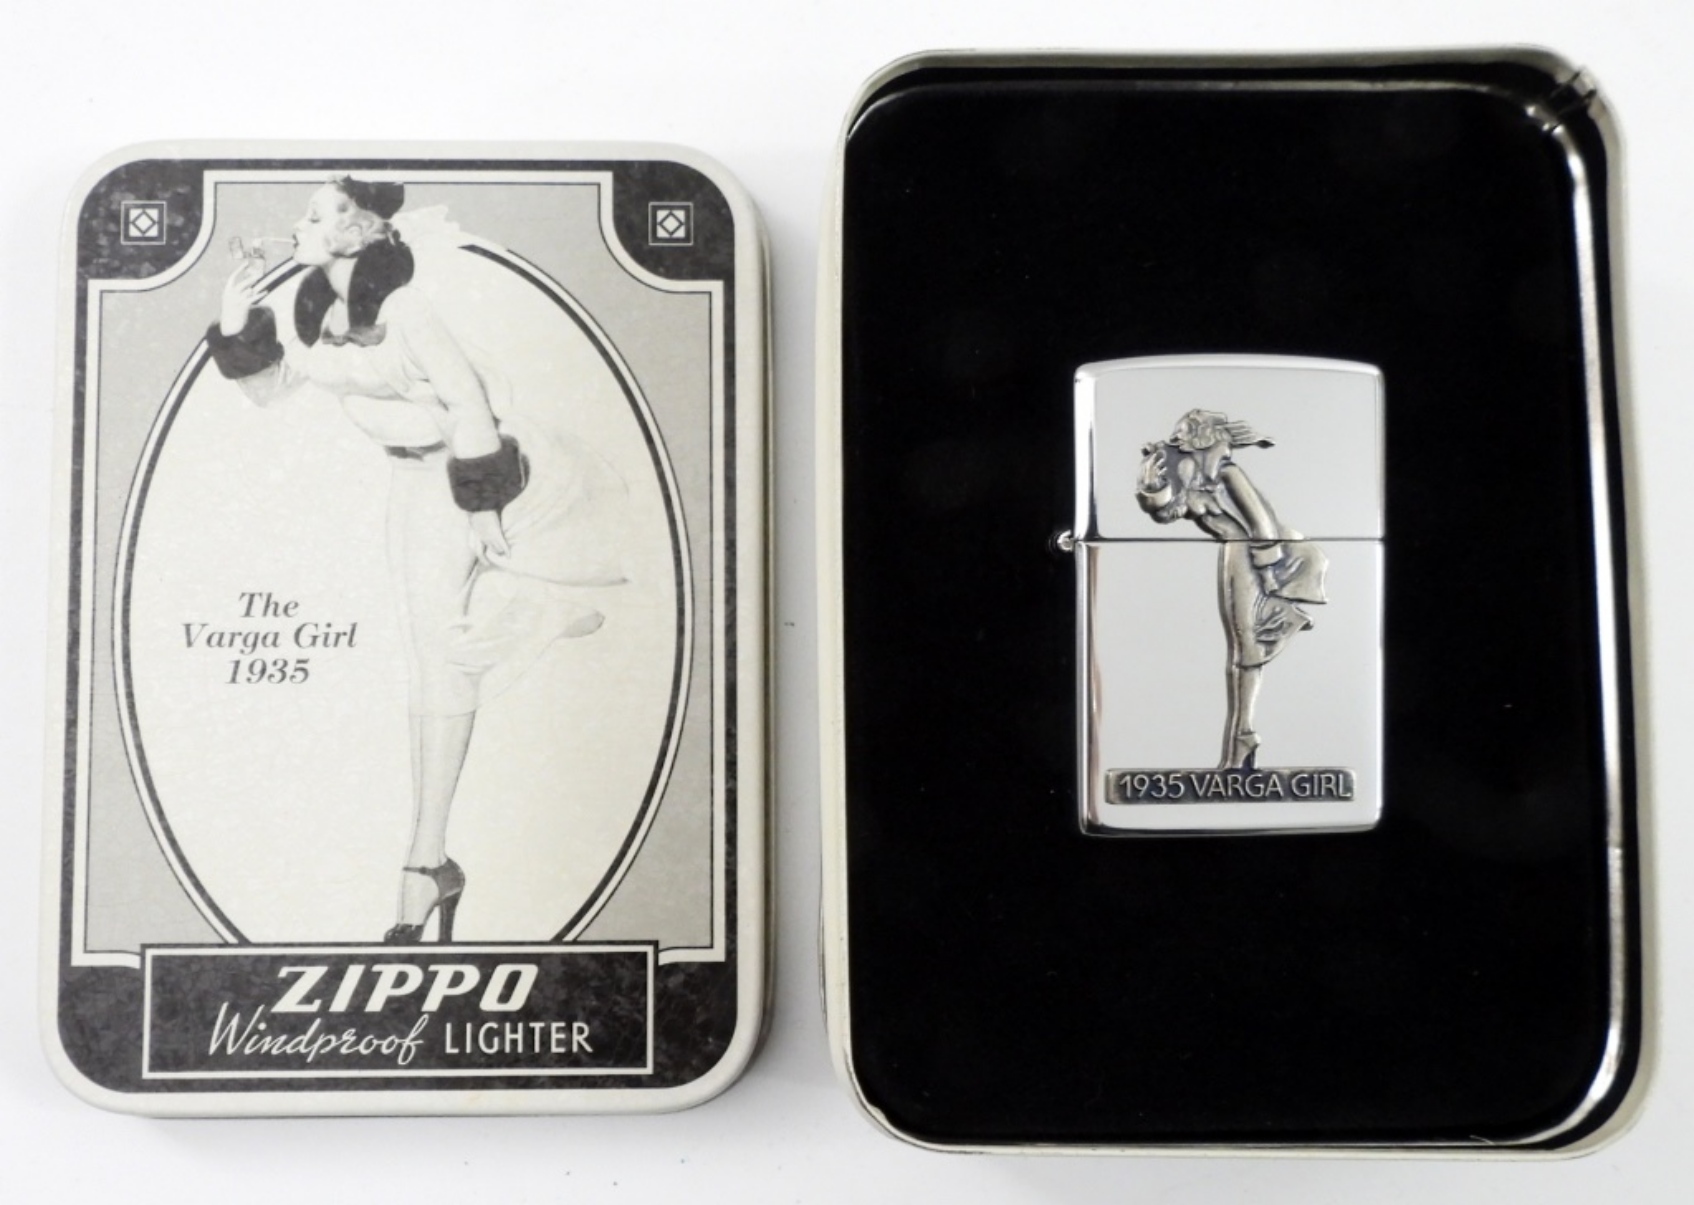 The
Varga Girl
1935
ZIPPO
Windproof LIGHTER
1935 VARGA GIRL